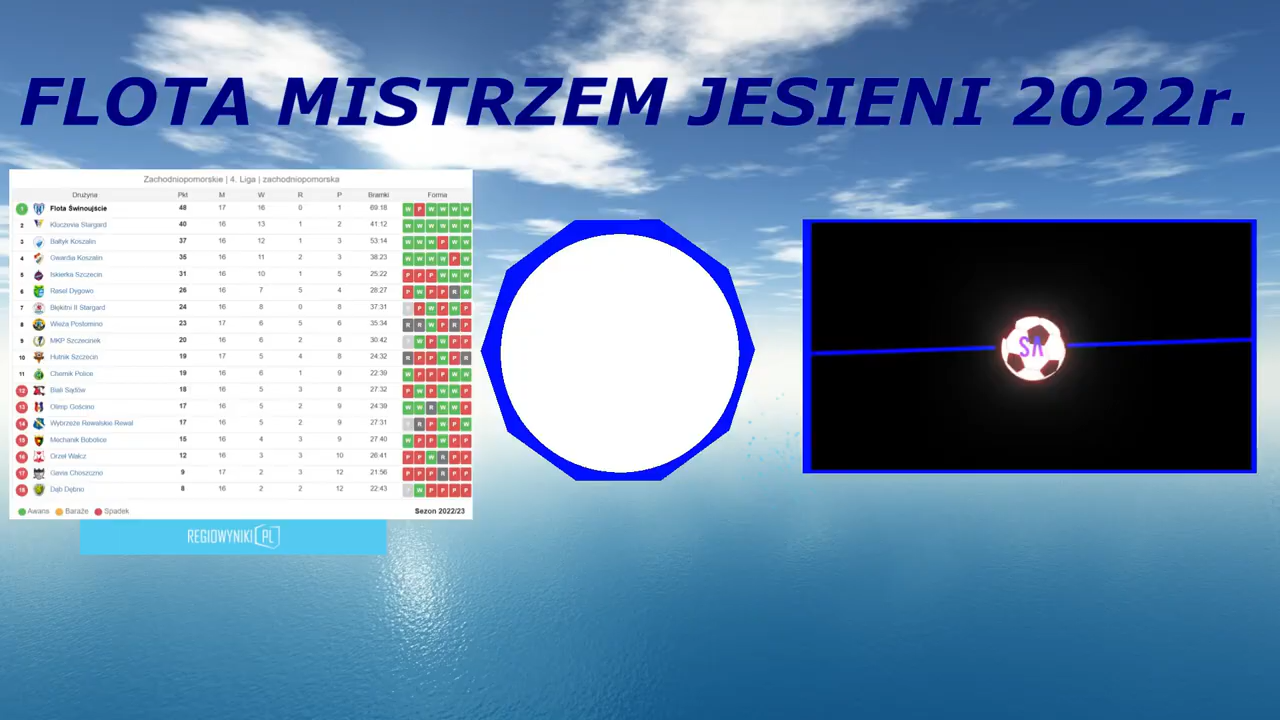 FLOTA MISTRZEM JESIENI 2022r.
Zachodniopomorskie | 4. Liga | zachodniopomorska
Drużyna Pkt M W R P Bramki Forma
1 Flota Świnoujście 48 17 16 0 1 69:18 W P W W W W
2 Kluczevia Stargard 40 16 13 1 2 41:12 W W W W W W
3 Bałtyk Koszalin 37 16 12 1 3 53:14 W W W P W W
4 Gwardia Koszalin 35 16 11 2 3 38:23 W W W W P W
5 Iskierka Szczecin 31 16 10 1 5 25:22 P P P W W W
6 Rasel Dygowo 26 16 7 5 4 28:27 P W P P R W
7 Błękitni II Stargard 24 16 8 0 8 37:31 P W P W P
8 Wieża Postomino 23 17 6 5 6 35:34 R R W P R P
9 MKP Szczecinek 20 16 6 2 8 30:42 W P W P P
10 Hutnik Szczecin 19 17 5 4 8 24:32 R P P W P R
11 Chemik Police 19 16 6 1 9 22:39 W P P P W W
12 Biali Sądów 18 16 5 3 8 27:32 P W P W W P
13 Olimp Gościno 17 16 5 2 9 24:39 W W R W W P
14 Wybrzeże Rewalskie Rewal 17 16 5 2 9 27:31 R P W P W
15 Mechanik Bobolice 15 16 4 3 9 27:40 W P P P P P
16 Orzeł Wałcz 12 16 3 3 10 26:41 P P W R P P
17 Gavia Choszczno 9 17 2 3 12 21:56 P P P R P P
18 Dąb Dębno 8 16 2 2 12 22:43 W P P P P
Awans Baraże Spadek Sezon 2022/23
REGIOWYNIKI PL
SA